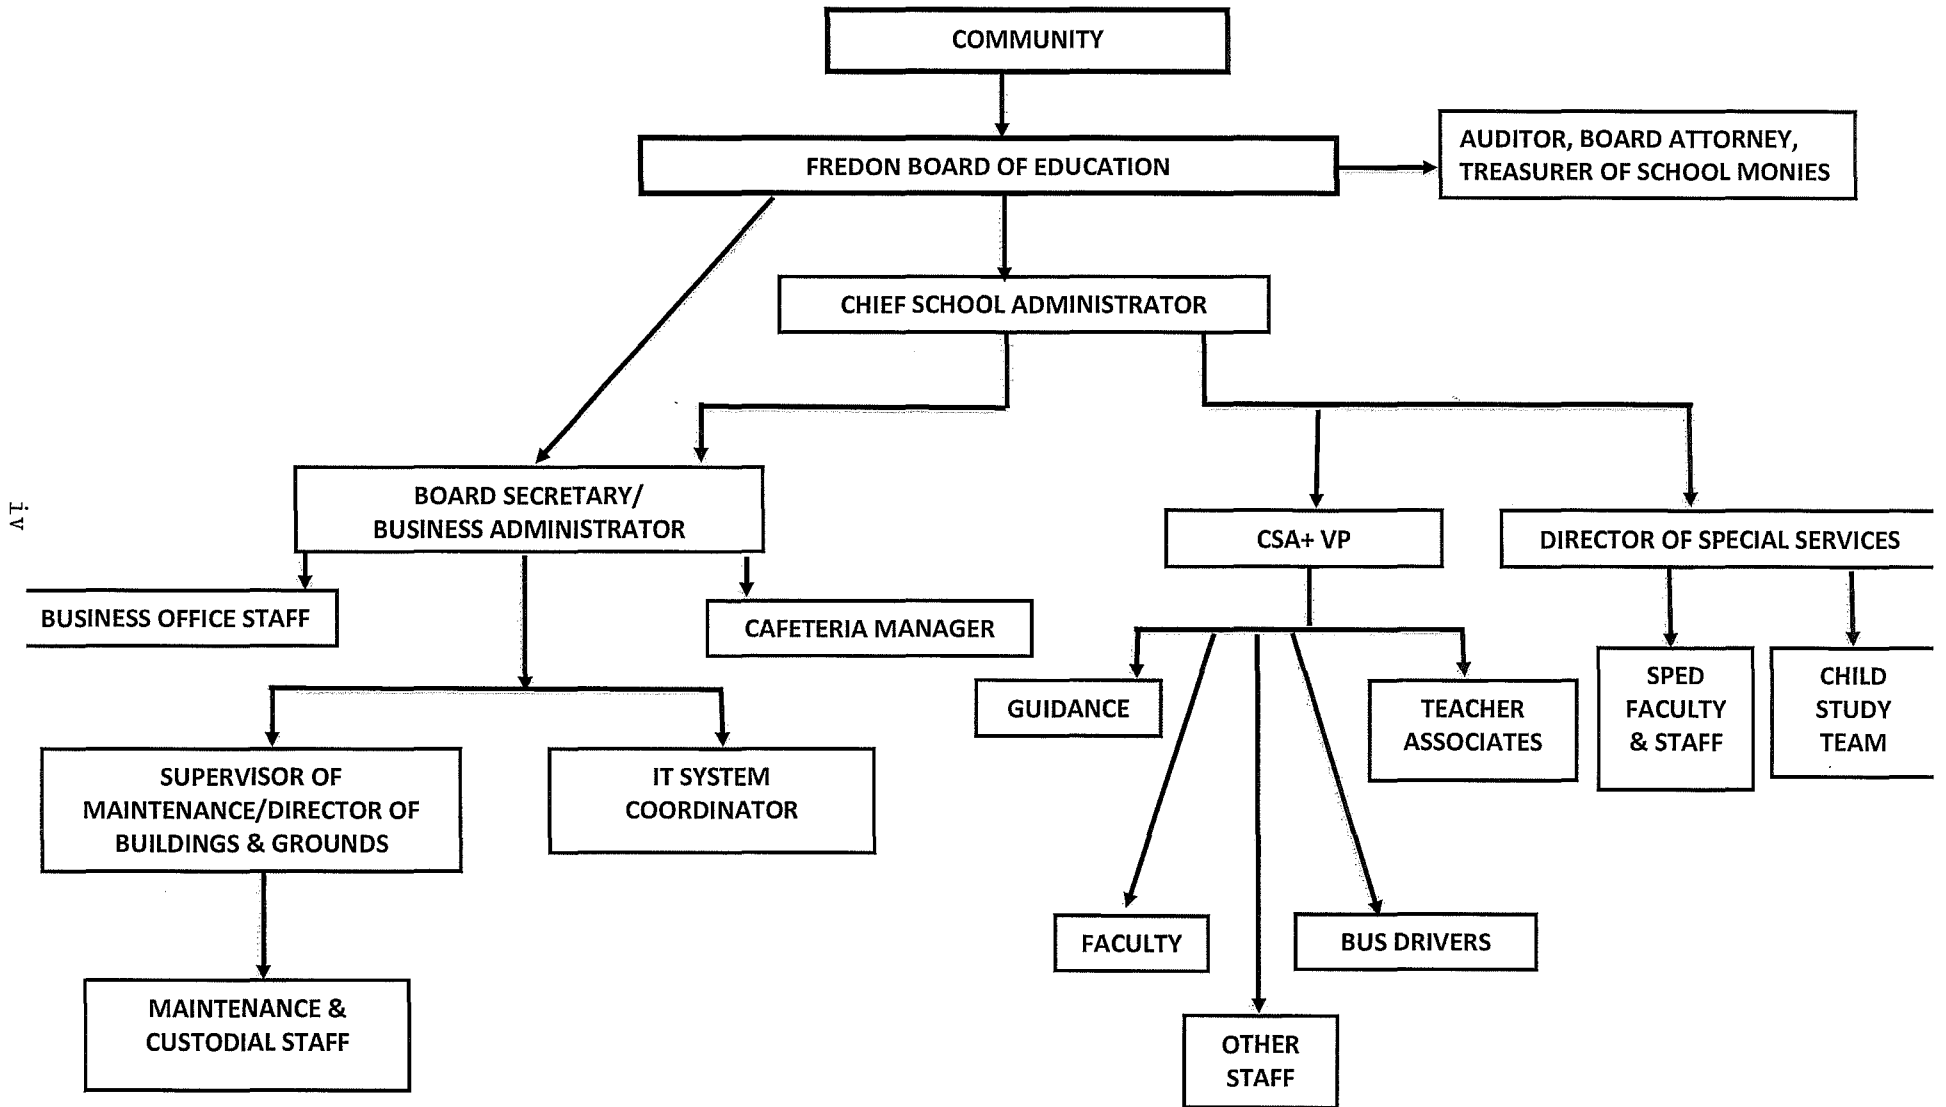 COMMUNITY
FREDON BOARD OF EDUCATION
AUDITOR, BOARD ATTORNEY,
TREASURER OF SCHOOL MONIES
CHIEF SCHOOL ADMINISTRATOR
BOARD SECRETARY/
BUSINESS ADMINISTRATOR
CSA+ VP
DIRECTOR OF SPECIAL SERVICES
iv
BUSINESS OFFICE STAFF
CAFETERIA MANAGER
GUIDANCE
TEACHER
ASSOCIATES
SPED
FACULTY
& STAFF
CHILD
STUDY
TEAM
SUPERVISOR OF
MAINTENANCE/DIRECTOR OF
BUILDINGS & GROUNDS
IT SYSTEM
COORDINATOR
FACULTY
BUS DRIVERS
MAINTENANCE &
CUSTODIAL STAFF
OTHER
STAFF